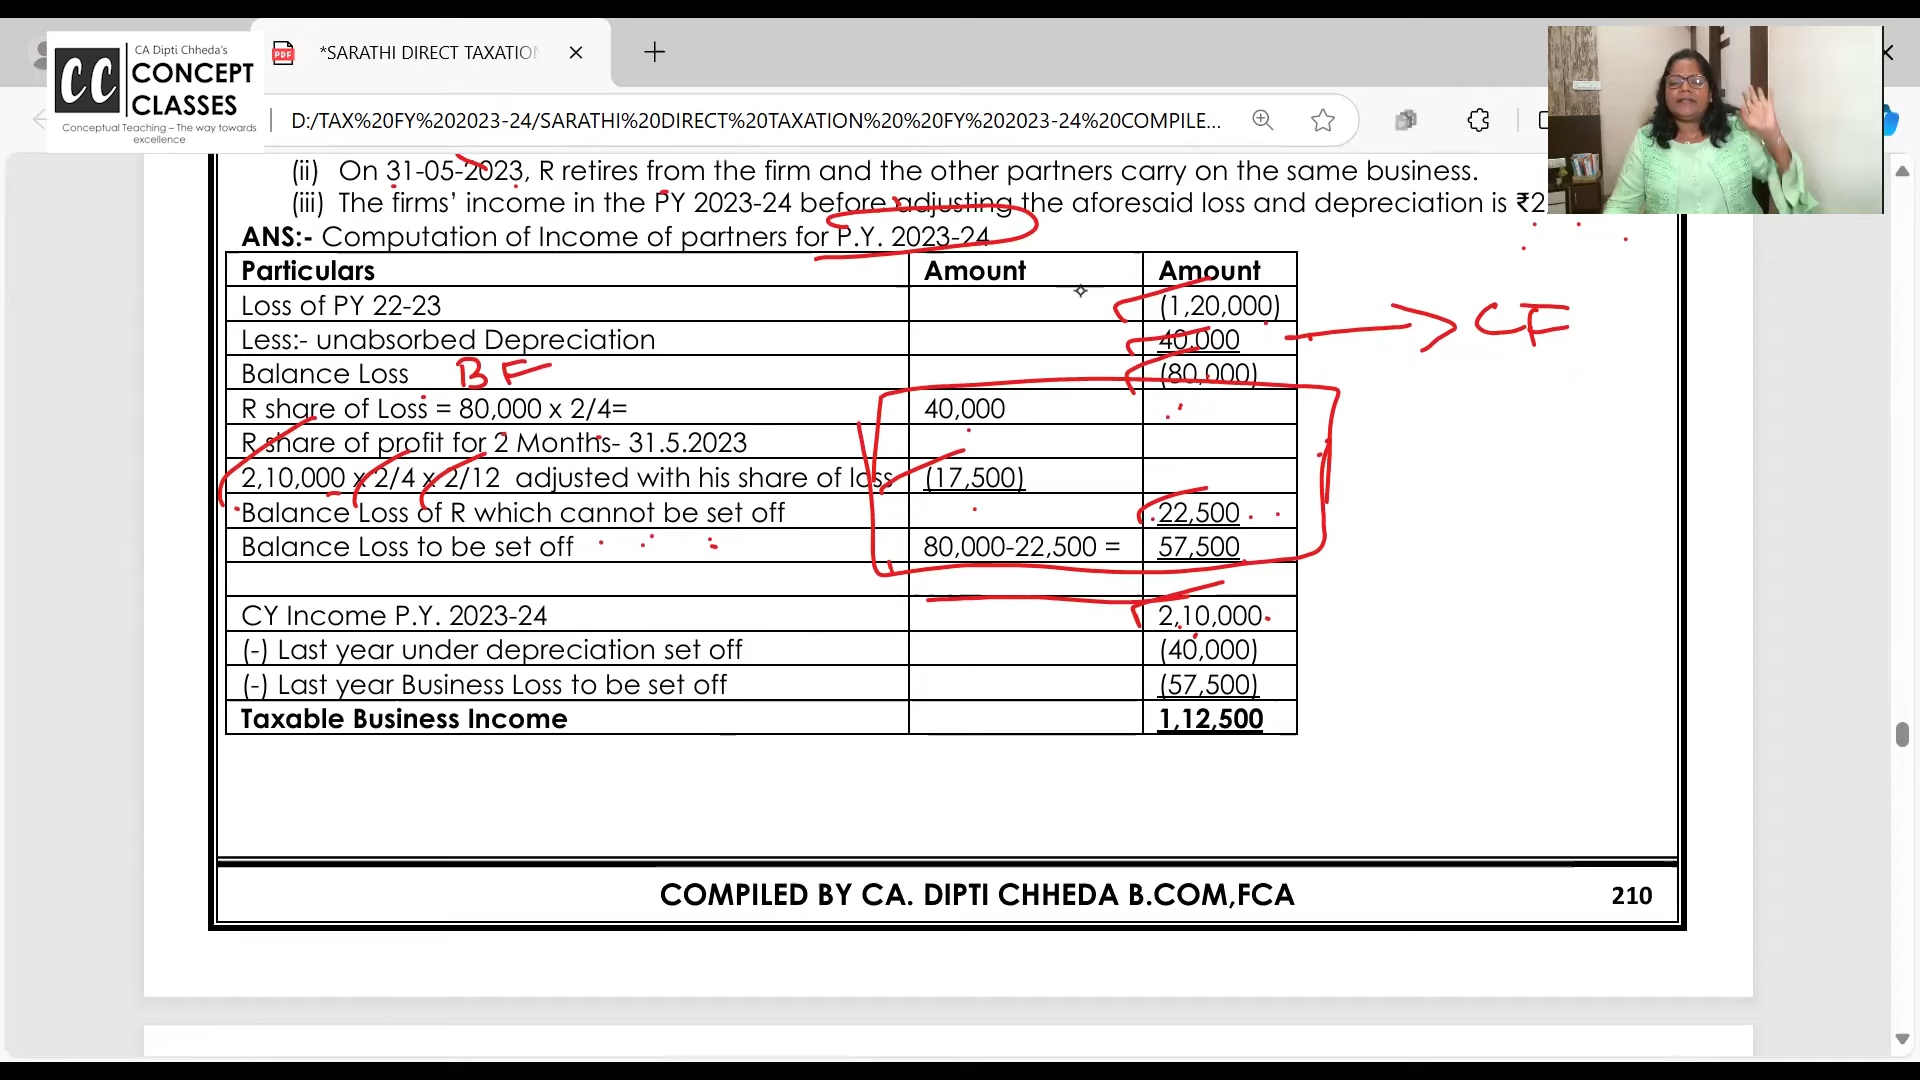 CA Dipti Chheda's
CC CONCEPT
CLASSES
Conceptual Teaching – The way towards
excellence
*SARATHI DIRECT TAXATION
D:/TAX%20FY%202023-24/SARATHI%20DIRECT%20TAXATION%20%20FY%202023-24%20COMPILE...
(ii) On 31-05-2023, R retires from the firm and the other partners carry on the same business.
(iii) The firms' income in the PY 2023-24 before adjusting the aforesaid loss and depreciation is ₹2
ANS:- Computation of Income of partners for P.Y. 2023-24
Particulars Amount Amount
Loss of PY 22-23 (1,20,000)
Less:- unabsorbed Depreciation 40,000 CF
Balance Loss BF (80,000)
R share of Loss = 80,000 x 2/4= 40,000
R share of profit for 2 Months- 31.5.2023
2,10,000 x 2/4 x 2/12 adjusted with his share of loss (17,500)
Balance Loss of R which cannot be set off 22,500
Balance Loss to be set off 80,000-22,500 = 57,500
CY Income P.Y. 2023-24 2,10,000
(-) Last year under depreciation set off (40,000)
(-) Last year Business Loss to be set off (57,500)
Taxable Business Income 1,12,500
COMPILED BY CA. DIPTI CHHEDA B.COM,FCA 210